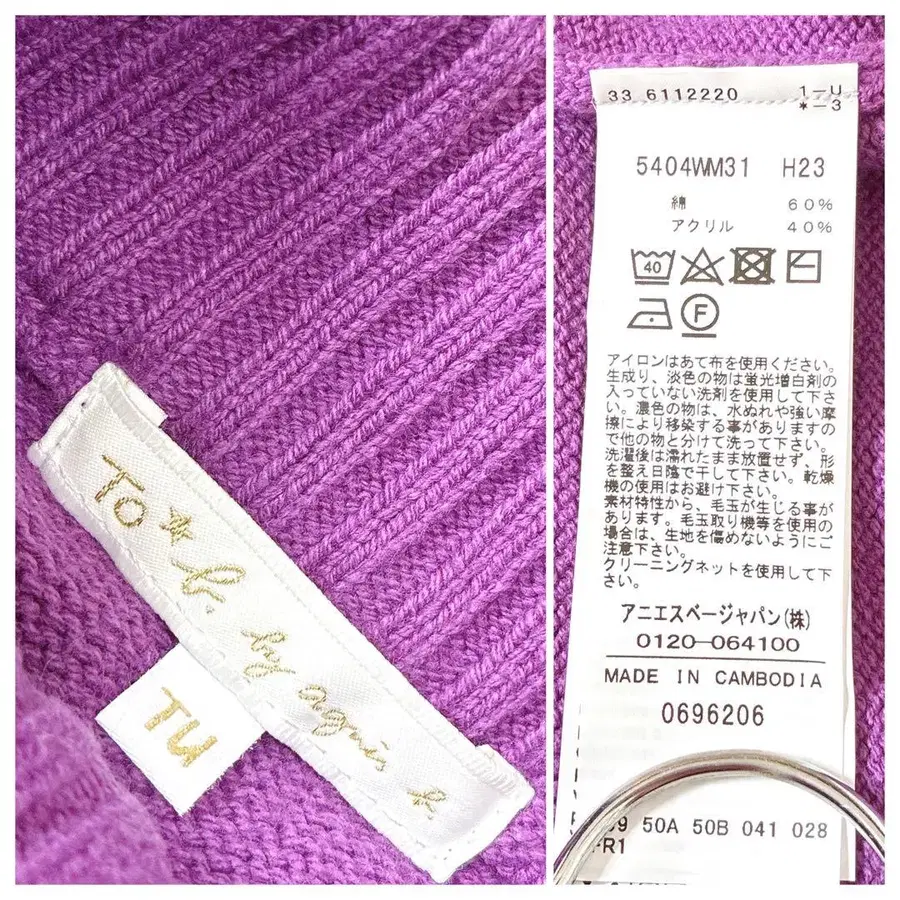 To★b. by agnès b.
TU
33 6112220 1-U
*-3
5404WM31 H23
綿 60%
アクリル 40%
40
F
アイロンはあて布を使用ください。
生成り、淡色の物は蛍光増白剤の
入っていない洗剤を使用して下さ
い。濃色の物は、水ぬれや強い摩
擦により移染する事がありますの
で他の物と分けて洗って下さい。
洗濯後は濡れたまま放置せず、形
を整え日陰で干して下さい。乾燥
機の使用はお避け下さい。
素材特性から、毛玉が生じる事が
あります。毛玉取り機等を使用の
場合は、生地を傷めないようにご
注意下さい。
クリーニングネットを使用して下
さい。
アニエスベージャパン(株)
0120-064100
MADE IN CAMBODIA
0696206
50A 50B 041 028
FR1